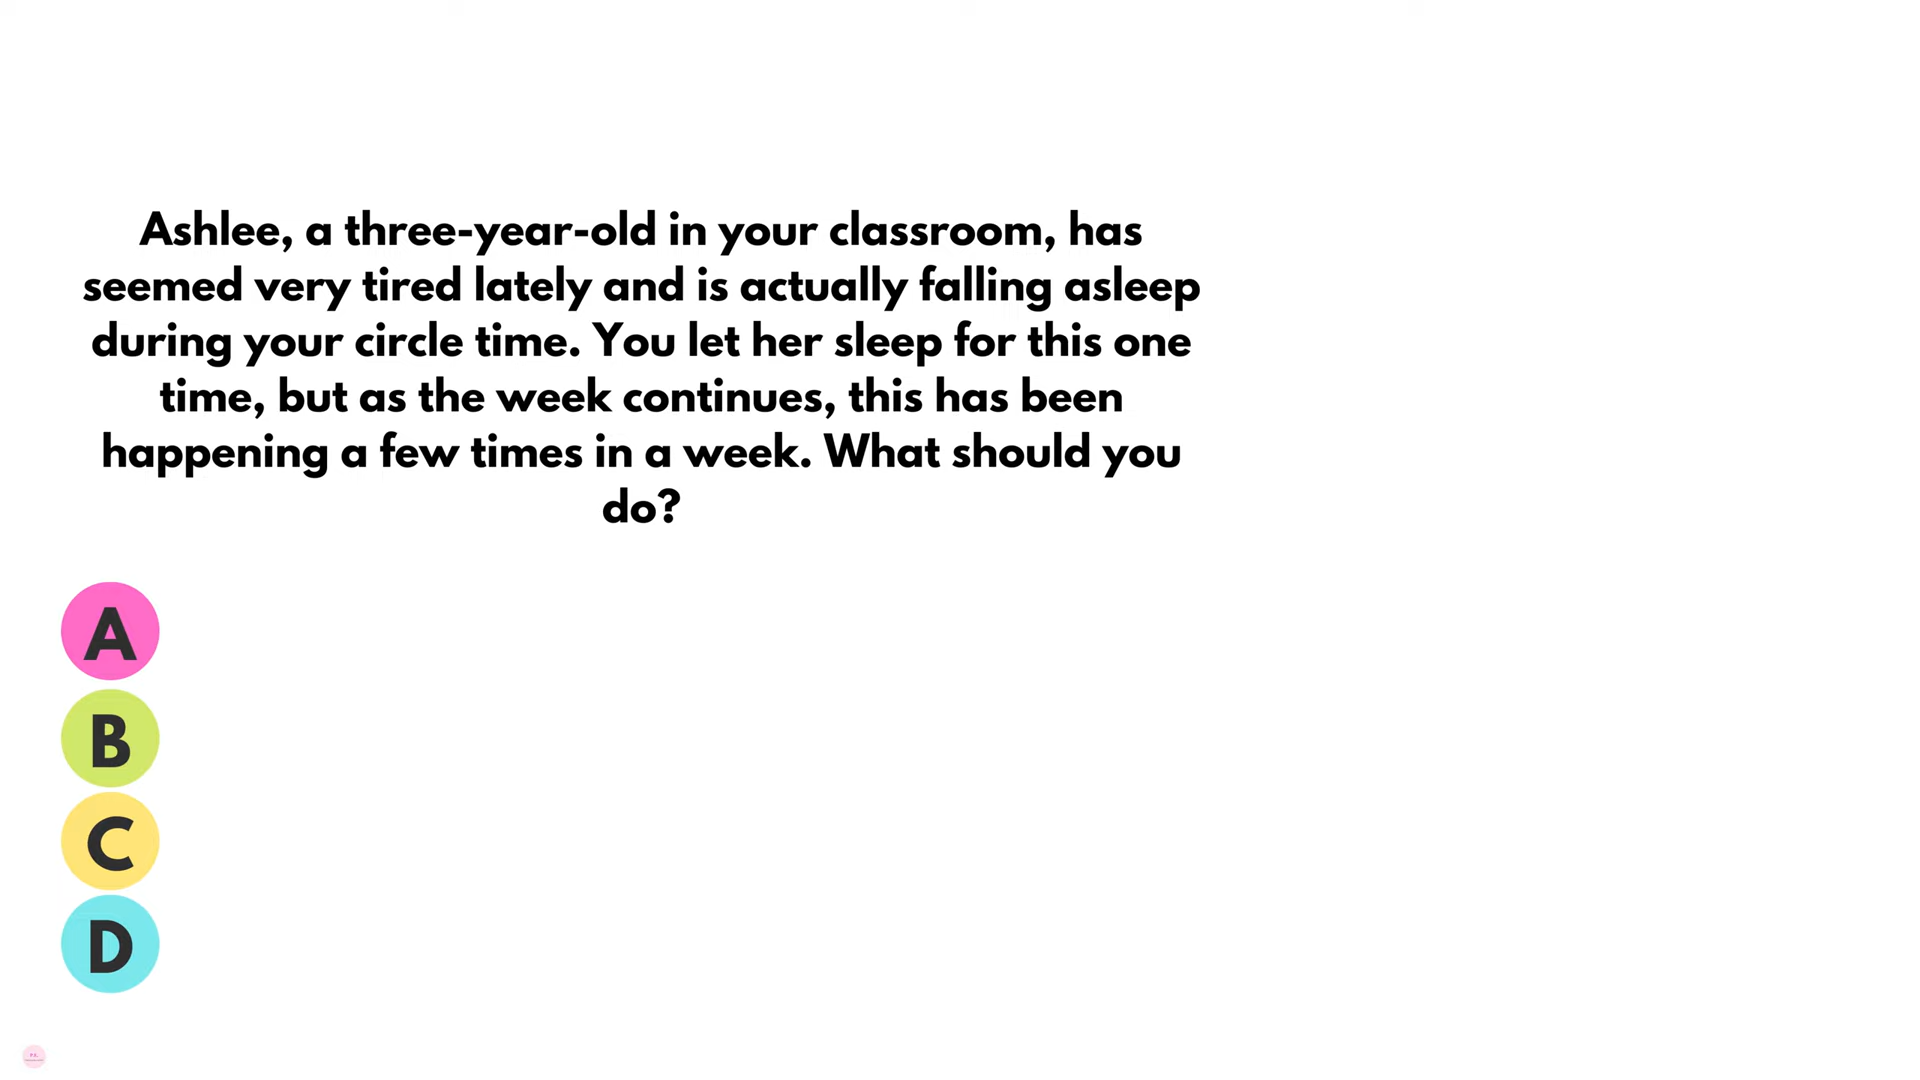 Ashlee, a three-year-old in your classroom, has
seemed very tired lately and is actually falling asleep
during your circle time. You let her sleep for this one
time, but as the week continues, this has been
happening a few times in a week. What should you
do?
A
B
C
D